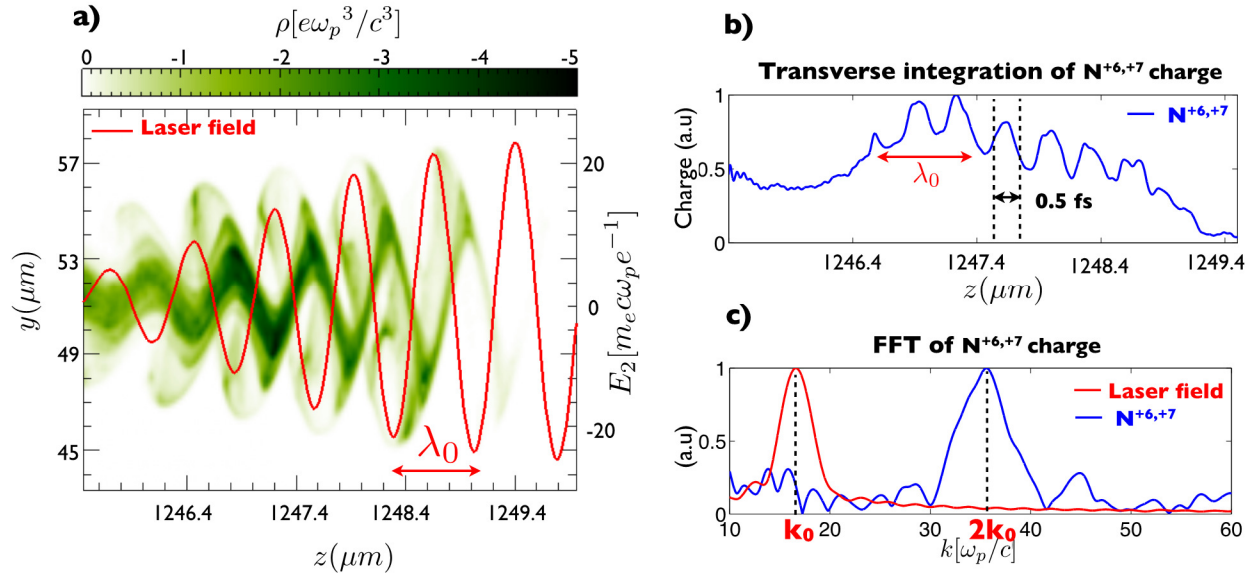 a)
ρ[eω_p³/c³]
0 -1 -2 -3 -4 -5
Laser field
57
53
49
45
y(μm)
20
0
-20
E₂[m_e cω_p e⁻¹]
λ₀
1246.4 1247.4 1248.4 1249.4
z(μm)
b)
Transverse integration of N⁺⁶,⁺⁷ charge
1
0.5
0
Charge (a.u)
N⁺⁶,⁺⁷
λ₀
0.5 fs
1246.4 1247.4 1248.4 1249.4
z(μm)
c)
FFT of N⁺⁶,⁺⁷ charge
1
0.5
0
(a.u)
Laser field
N⁺⁶,⁺⁷
10 20 30 40 50 60
k₀ 2k₀
k[ω_p/c]